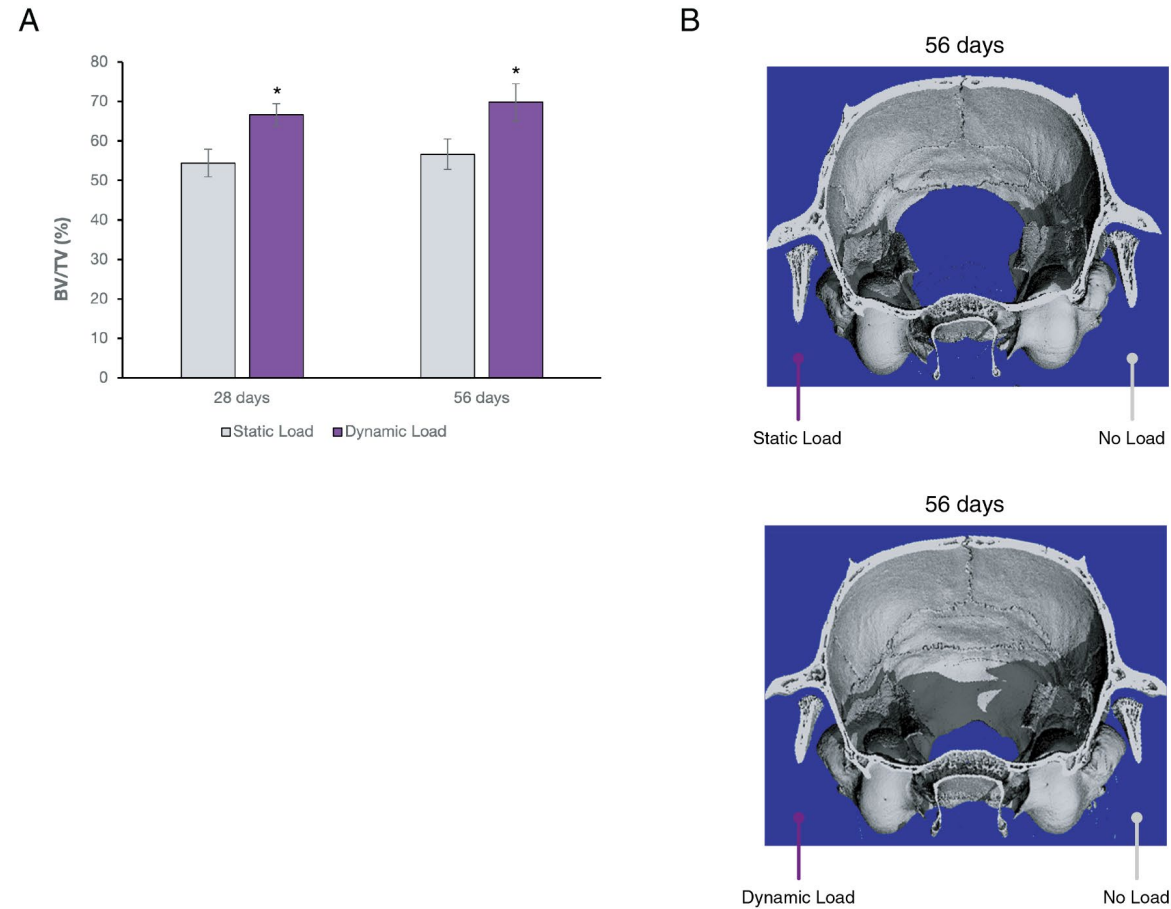 A
80
70
60
50
40
30
20
10
0
BV/TV (%)
*
*
28 days
56 days
Static Load
Dynamic Load
B
56 days
Static Load
No Load
56 days
Dynamic Load
No Load